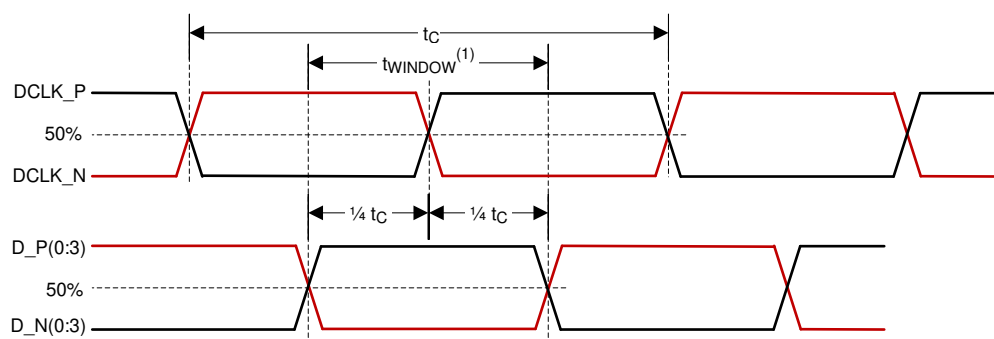 tC
tWINDOW(1)
DCLK_P
50%
DCLK_N
¼ tC
¼ tC
D_P(0:3)
50%
D_N(0:3)